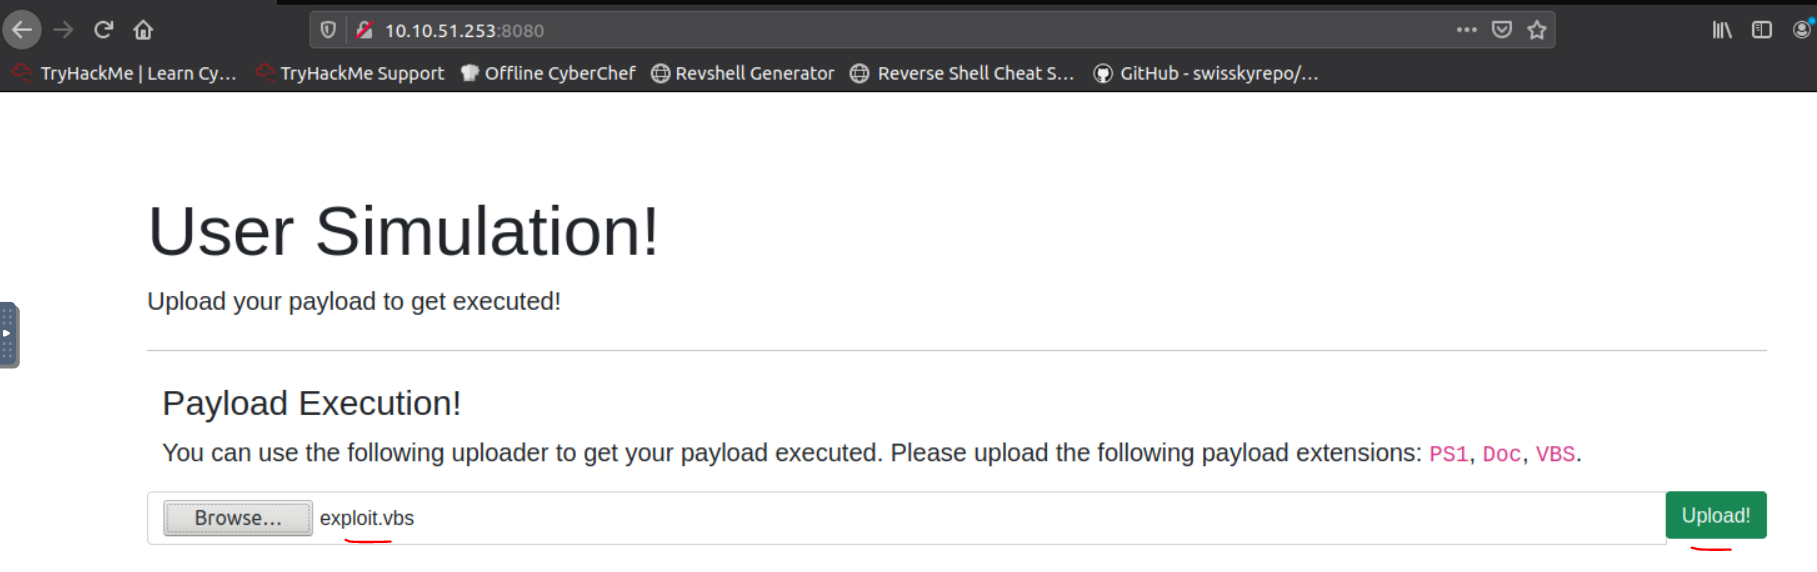 10.10.51.253:8080
TryHackMe | Learn Cy... TryHackMe Support Offline CyberChef Revshell Generator Reverse Shell Cheat S... GitHub - swisskyrepo/...
User Simulation!
Upload your payload to get executed!
Payload Execution!
You can use the following uploader to get your payload executed. Please upload the following payload extensions: PS1, Doc, VBS.
Browse... exploit.vbs Upload!